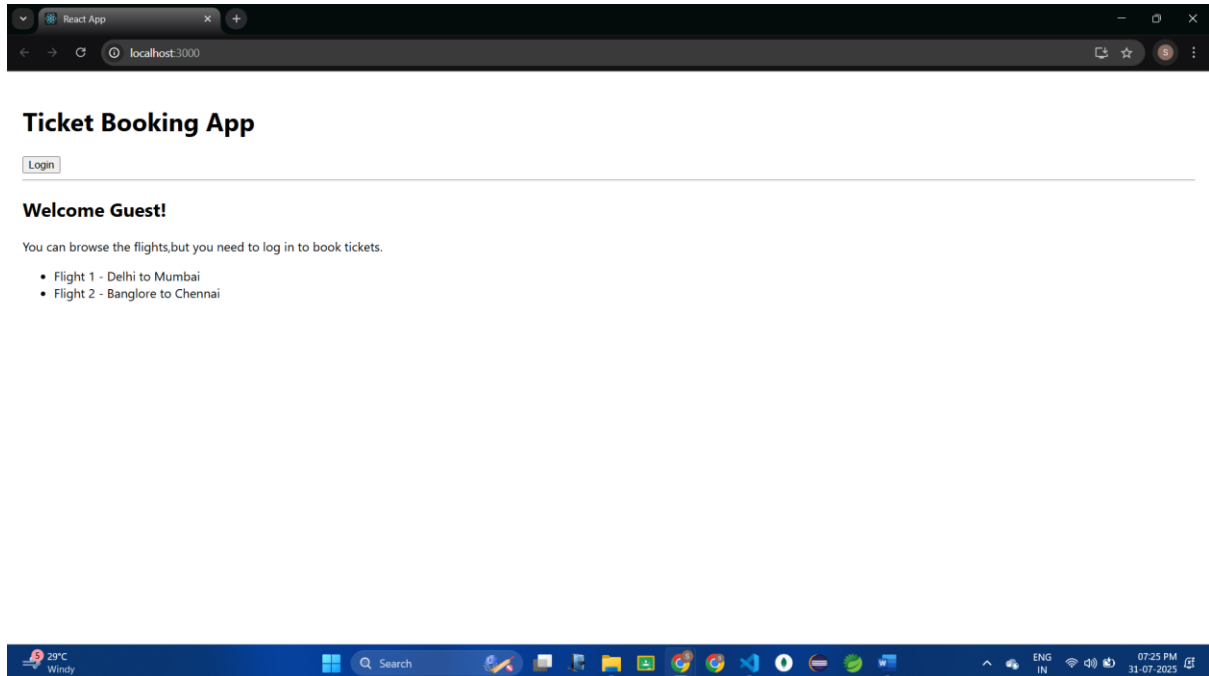 React App
localhost:3000
S
Ticket Booking App
Login
Welcome Guest!
You can browse the flights,but you need to log in to book tickets.
Flight 1 - Delhi to Mumbai
Flight 2 - Banglore to Chennai
5
29°C
Windy
Search
ENG
IN
07:25 PM
31-07-2025